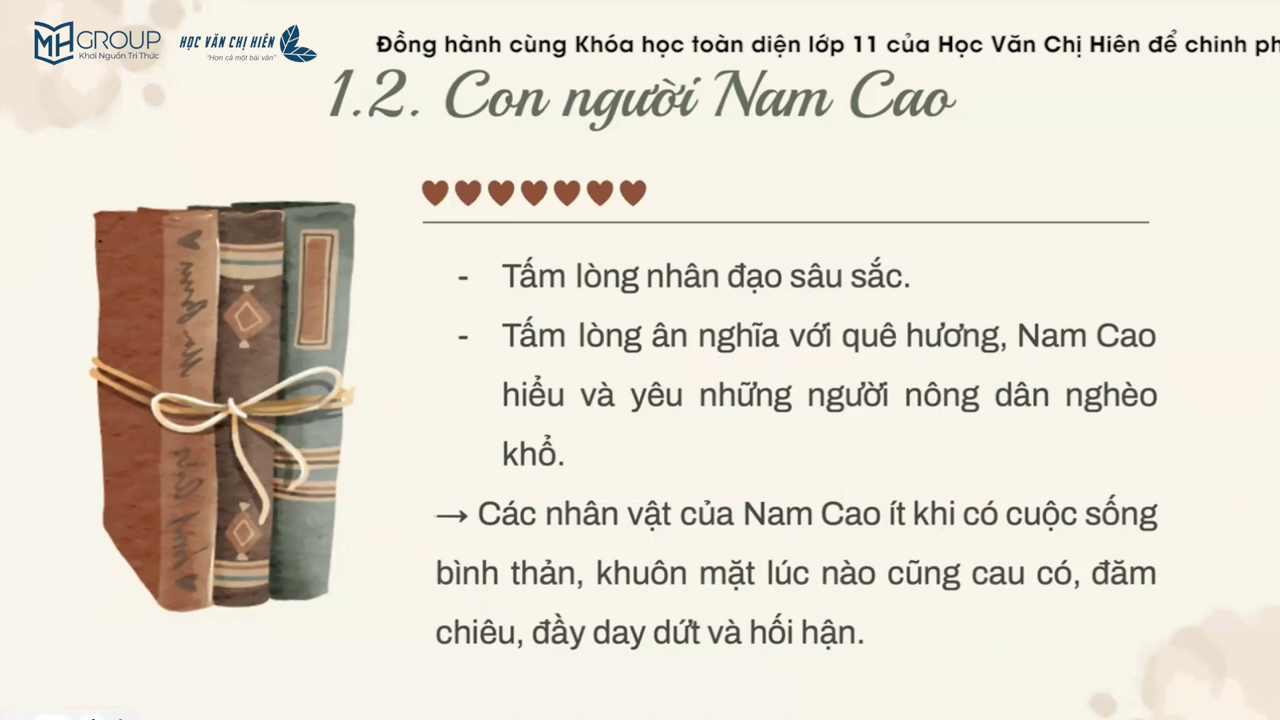 MH GROUP
Khơi Nguồn Tri Thức
HỌC VĂN CHỊ HIÊN
"Hơn cả một bài văn"
Đồng hành cùng Khóa học toàn diện lớp 11 của Học Văn Chị Hiên để chinh ph
1.2. Con người Nam Cao
- Tấm lòng nhân đạo sâu sắc.
- Tấm lòng ân nghĩa với quê hương, Nam Cao
hiểu và yêu những người nông dân nghèo
khổ.
→ Các nhân vật của Nam Cao ít khi có cuộc sống
bình thản, khuôn mặt lúc nào cũng cau có, đăm
chiêu, đầy day dứt và hối hận.